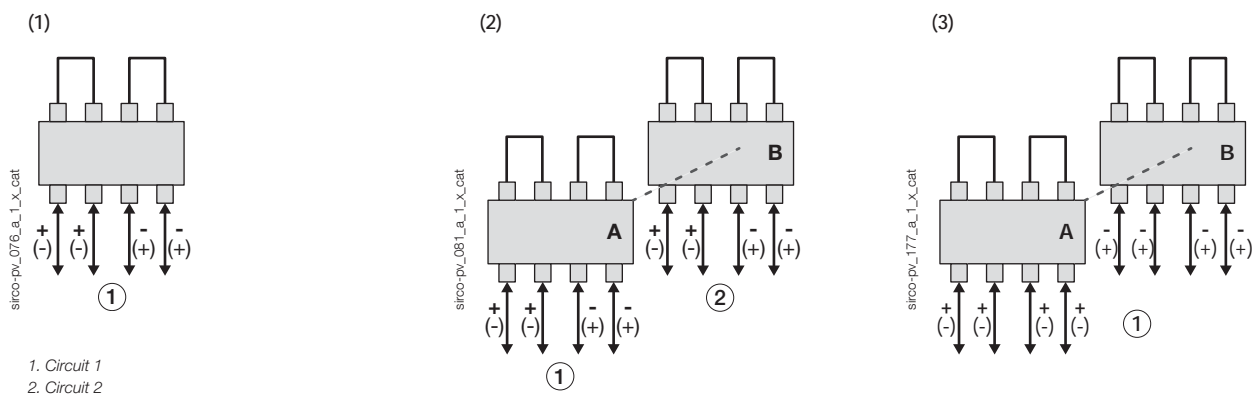 (1)
+ + - -
(-) (-) (+) (+)
1
sirco-pv_076_a_1_x_cat
(2)
B
+ + - -
(-) (-) (+) (+)
2
A
+ + - -
(-) (-) (+) (+)
1
sirco-pv_081_a_1_x_cat
(3)
B
- - - -
(+) (+) (+) (+)
A
+ + + +
(-) (-) (-) (-)
1
sirco-pv_177_a_1_x_cat
1. Circuit 1
2. Circuit 2